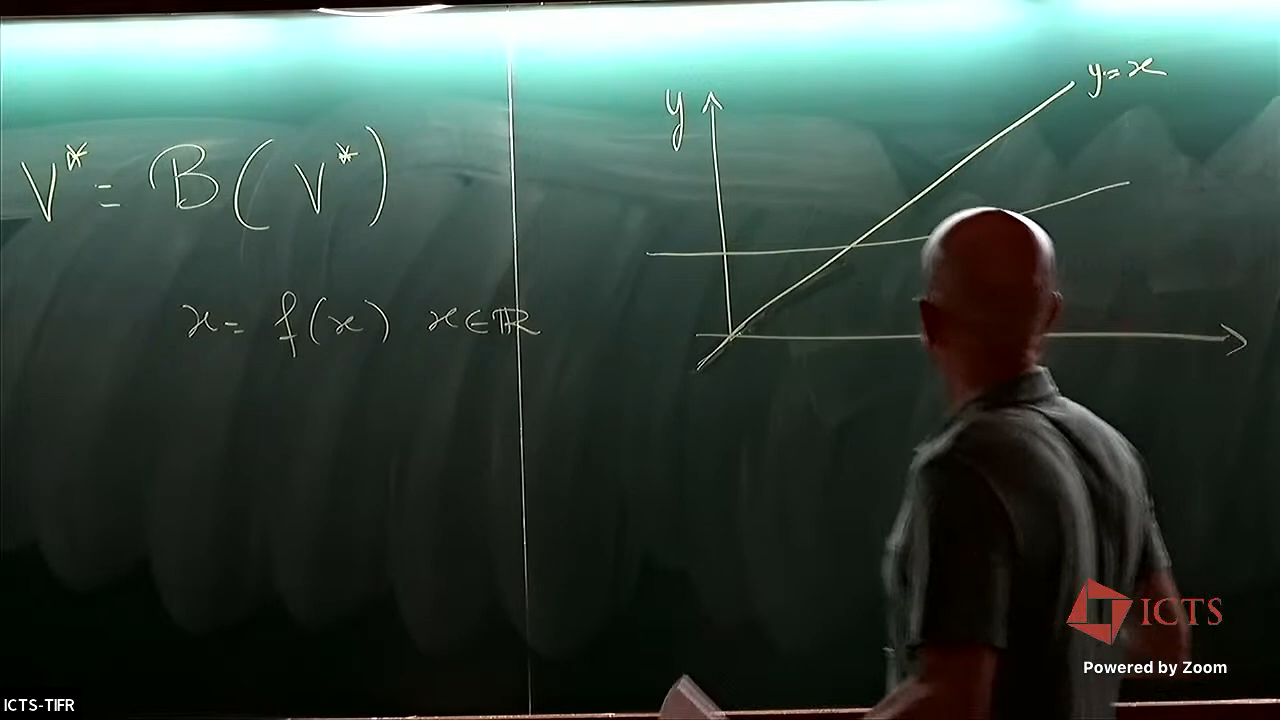 V* = B(V*)
x = f(x) x∈ℝ
y
y=x
ICTS
Powered by Zoom
ICTS-TIFR